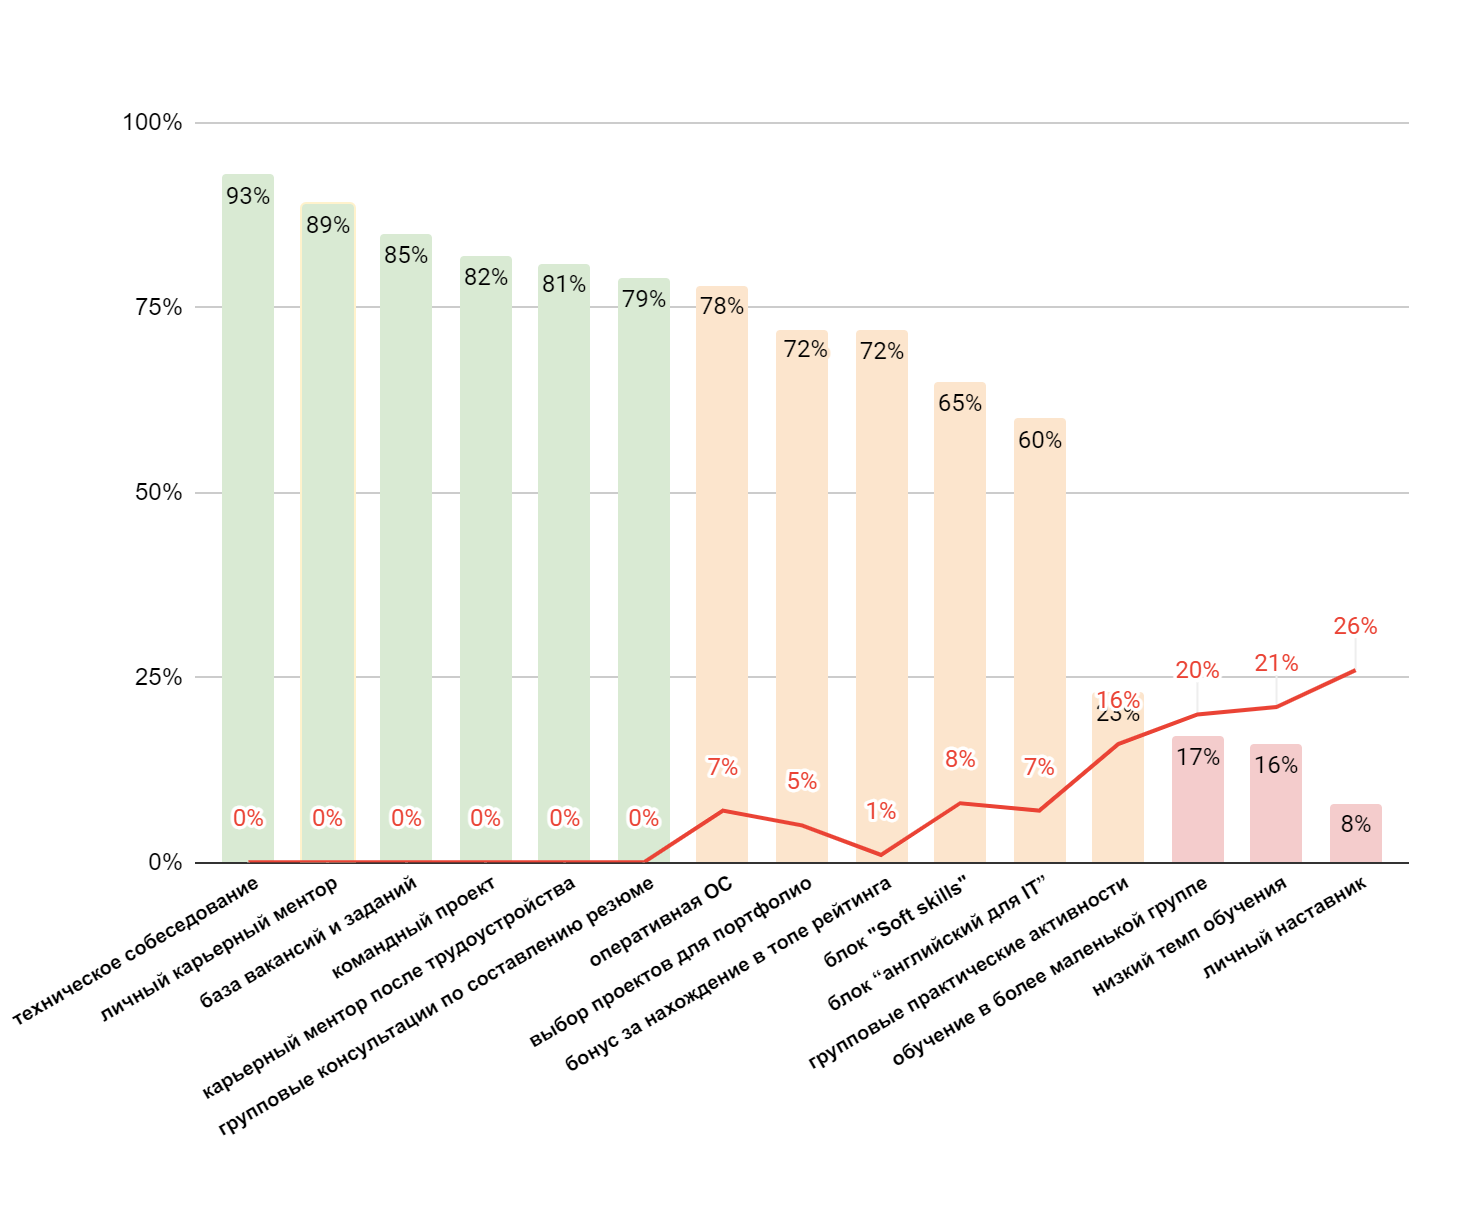 100%
75%
50%
25%
0%
93%
89%
85%
82%
81%
79%
78%
72%
72%
65%
60%
23%
17%
16%
8%
0%
0%
0%
0%
0%
0%
7%
5%
1%
8%
7%
16%
20%
21%
26%
техническое собеседование
личный карьерный ментор
база вакансий и заданий
командный проект
карьерный ментор после трудоустройства
групповые консультации по составлению резюме
оперативная ОС
выбор проектов для портфолио
бонус за нахождение в топе рейтинга
блок "Soft skills"
блок “английский для IT”
групповые практические активности
обучение в более маленькой группе
низкий темп обучения
личный наставник